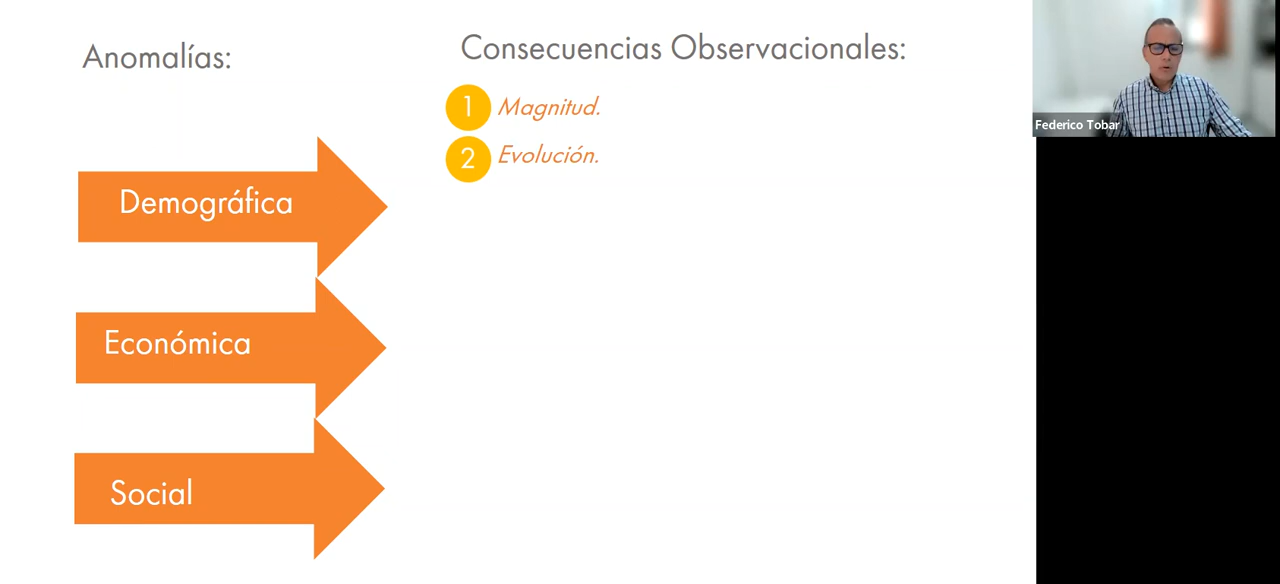 Anomalías:
Consecuencias Observacionales:
1 Magnitud.
2 Evolución.
Demográfica
Económica
Social
Federico Tobar